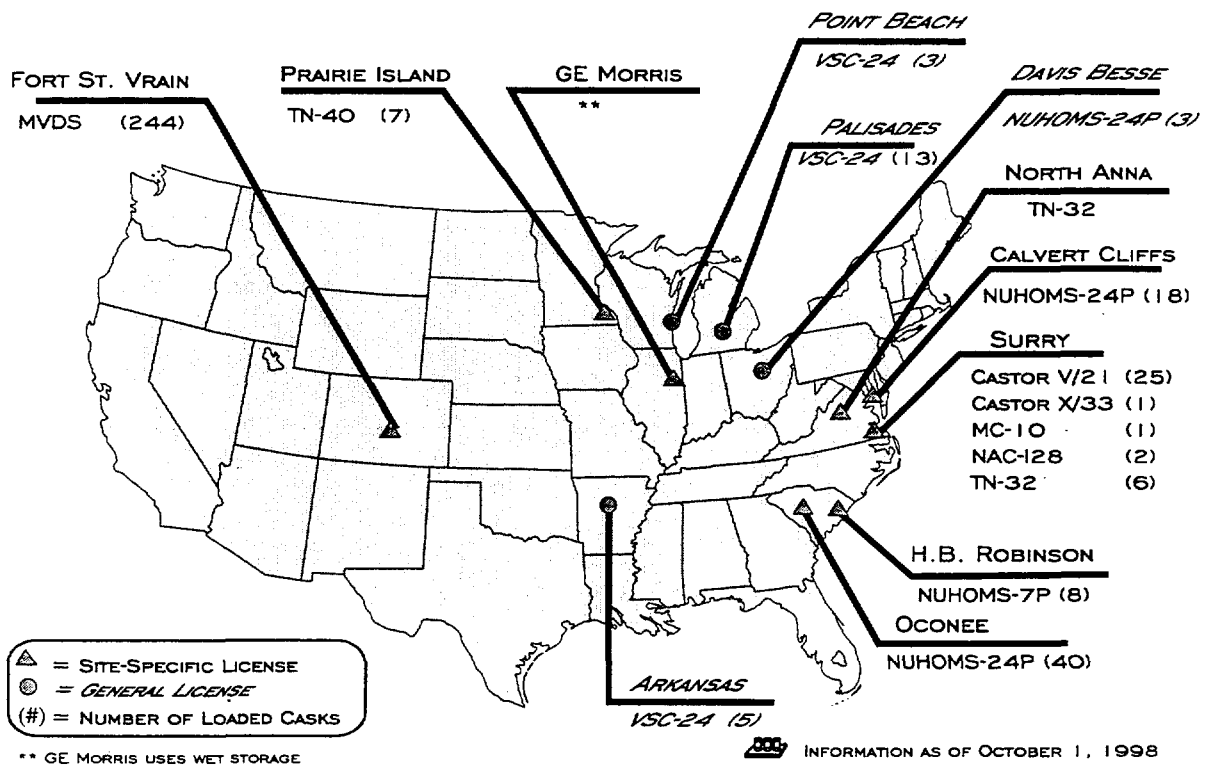 POINT BEACH
VSC-24 (3)
FORT ST. VRAIN
MVDS (244)
PRAIRIE ISLAND
TN-40 (7)
GE MORRIS
**
DAVIS BESSE
NUHOMS-24P (3)
PALISADES
VSC-24 (13)
NORTH ANNA
TN-32
CALVERT CLIFFS
NUHOMS-24P (18)
SURRY
CASTOR V/21 (25)
CASTOR X/33 (1)
MC-10 (1)
NAC-128 (2)
TN-32 (6)
H.B. ROBINSON
NUHOMS-7P (8)
OCONEE
NUHOMS-24P (40)
ARKANSAS
VSC-24 (5)
= SITE-SPECIFIC LICENSE
= GENERAL LICENSE
(#) = NUMBER OF LOADED CASKS
** GE MORRIS USES WET STORAGE
INFORMATION AS OF OCTOBER 1, 1998